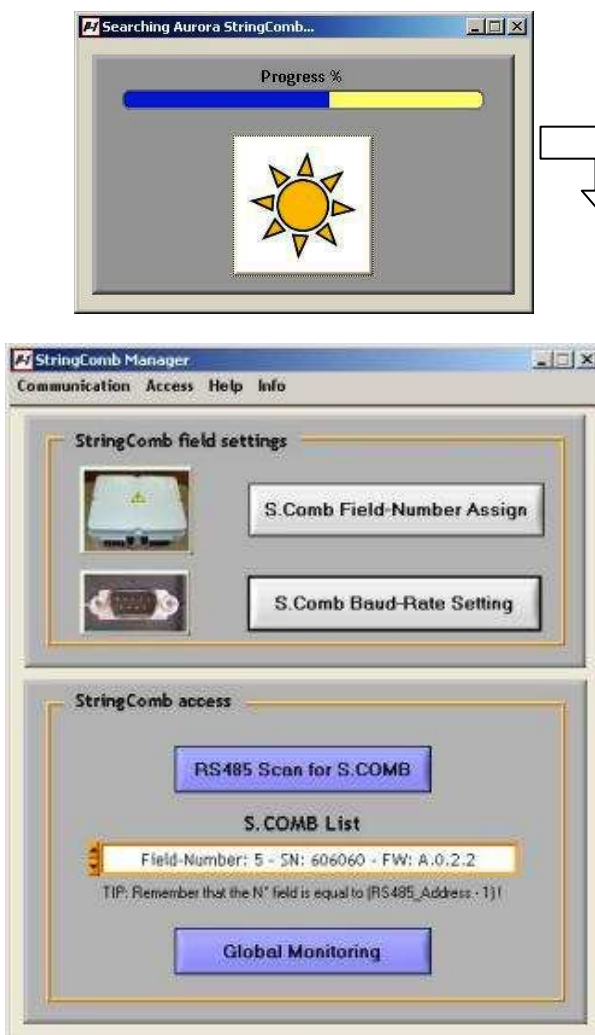 Searching Aurora StringComb...
Progress %
StringComb Manager
Communication Access Help Info
StringComb field settings
S.Comb Field-Number Assign
S.Comb Baud-Rate Setting
StringComb access
RS485 Scan for S.COMB
S.COMB List
Field-Number: 5 - SN: 606060 - FW: A.0.2.2
TIP: Remember that the N° field is equal to (RS485_Address - 1) !
Global Monitoring